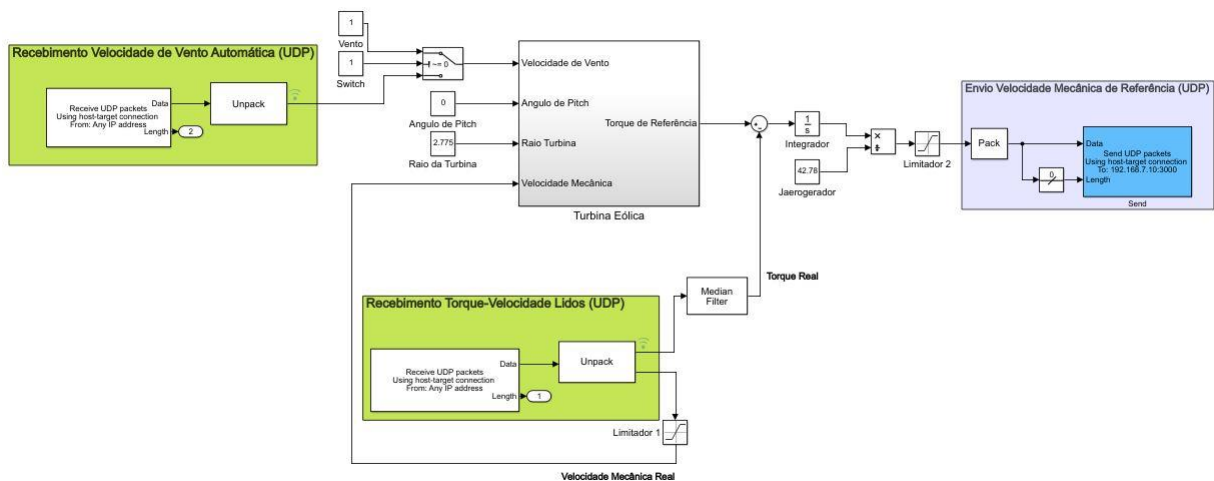 1
Vento
1
Switch
~= 0
Recebimento Velocidade de Vento Automática (UDP)
Receive UDP packets
Using host-target connection
From: Any IP address
Data
Length
2
Unpack
0
Angulo de Pitch
2.775
Raio da Turbina
Velocidade de Vento
Angulo de Pitch
Raio Turbina
Velocidade Mecânica
Torque de Referência
Turbina Eólica
1
s
Integrador
42.78
Jaerogerador
×
÷
Limitador 2
Envio Velocidade Mecânica de Referência (UDP)
Pack
0
Data
Length
Send UDP packets
Using host-target connection
To: 192.168.7.10:3000
Send
Torque Real
Median
Filter
Recebimento Torque-Velocidade Lidos (UDP)
Receive UDP packets
Using host-target connection
From: Any IP address
Data
Length
1
Unpack
Limitador 1
Velocidade Mecânica Real